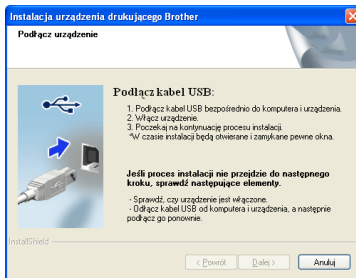 Instalacja urządzenia drukującego Brother
Podłącz urządzenie
Podłącz kabel USB:
1. Podłącz kabel USB bezpośrednio do komputera i urządzenia.
2. Włącz urządzenie.
3. Poczekaj na kontynuację procesu instalacji.
*W czasie instalacji będą otwierane i zamykane pewne okna.
Jeśli proces instalacji nie przejdzie do następnego
kroku, sprawdź następujące elementy.
- Sprawdź, czy urządzenie jest włączone.
- Odłącz kabel USB od komputera i urządzenia, a następnie
podłącz go ponownie.
InstallShield
< Powrót
Dalej >
Anuluj